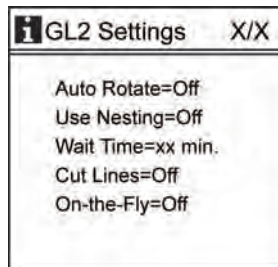 i GL2 Settings X/X
Auto Rotate=Off
Use Nesting=Off
Wait Time=xx min.
Cut Lines=Off
On-the-Fly=Off